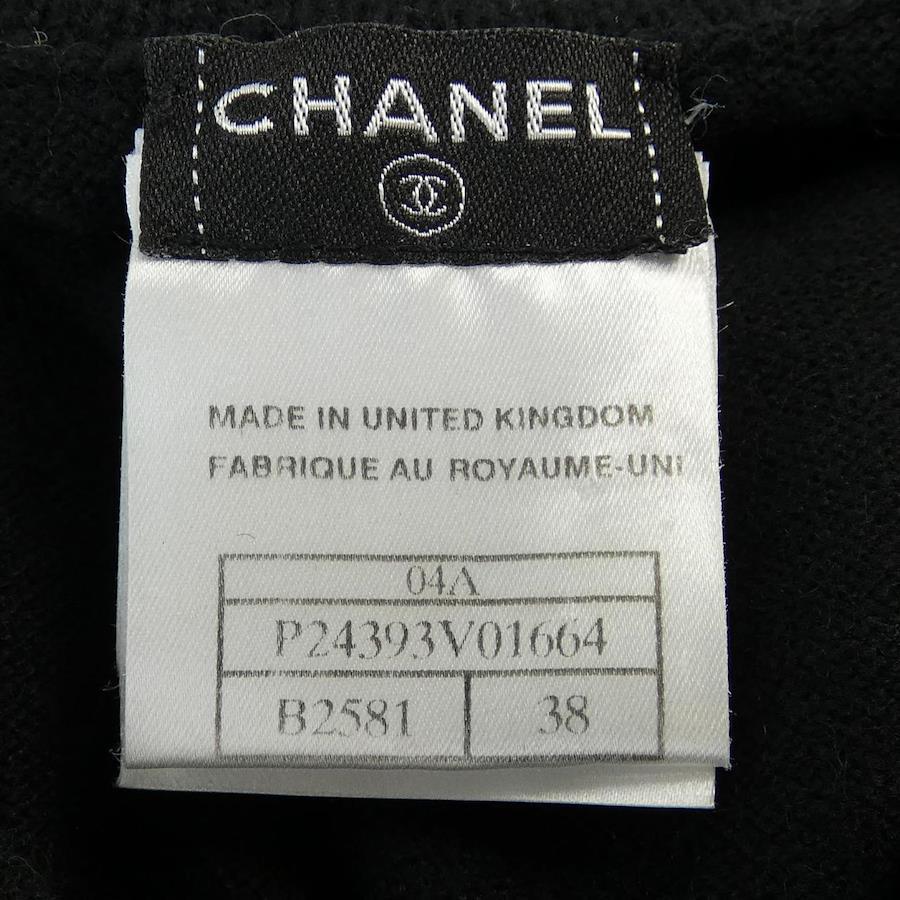 CHANEL
MADE IN UNITED KINGDOM
FABRIQUE AU ROYAUME-UNI
04A
P24393V01664
B2581 38